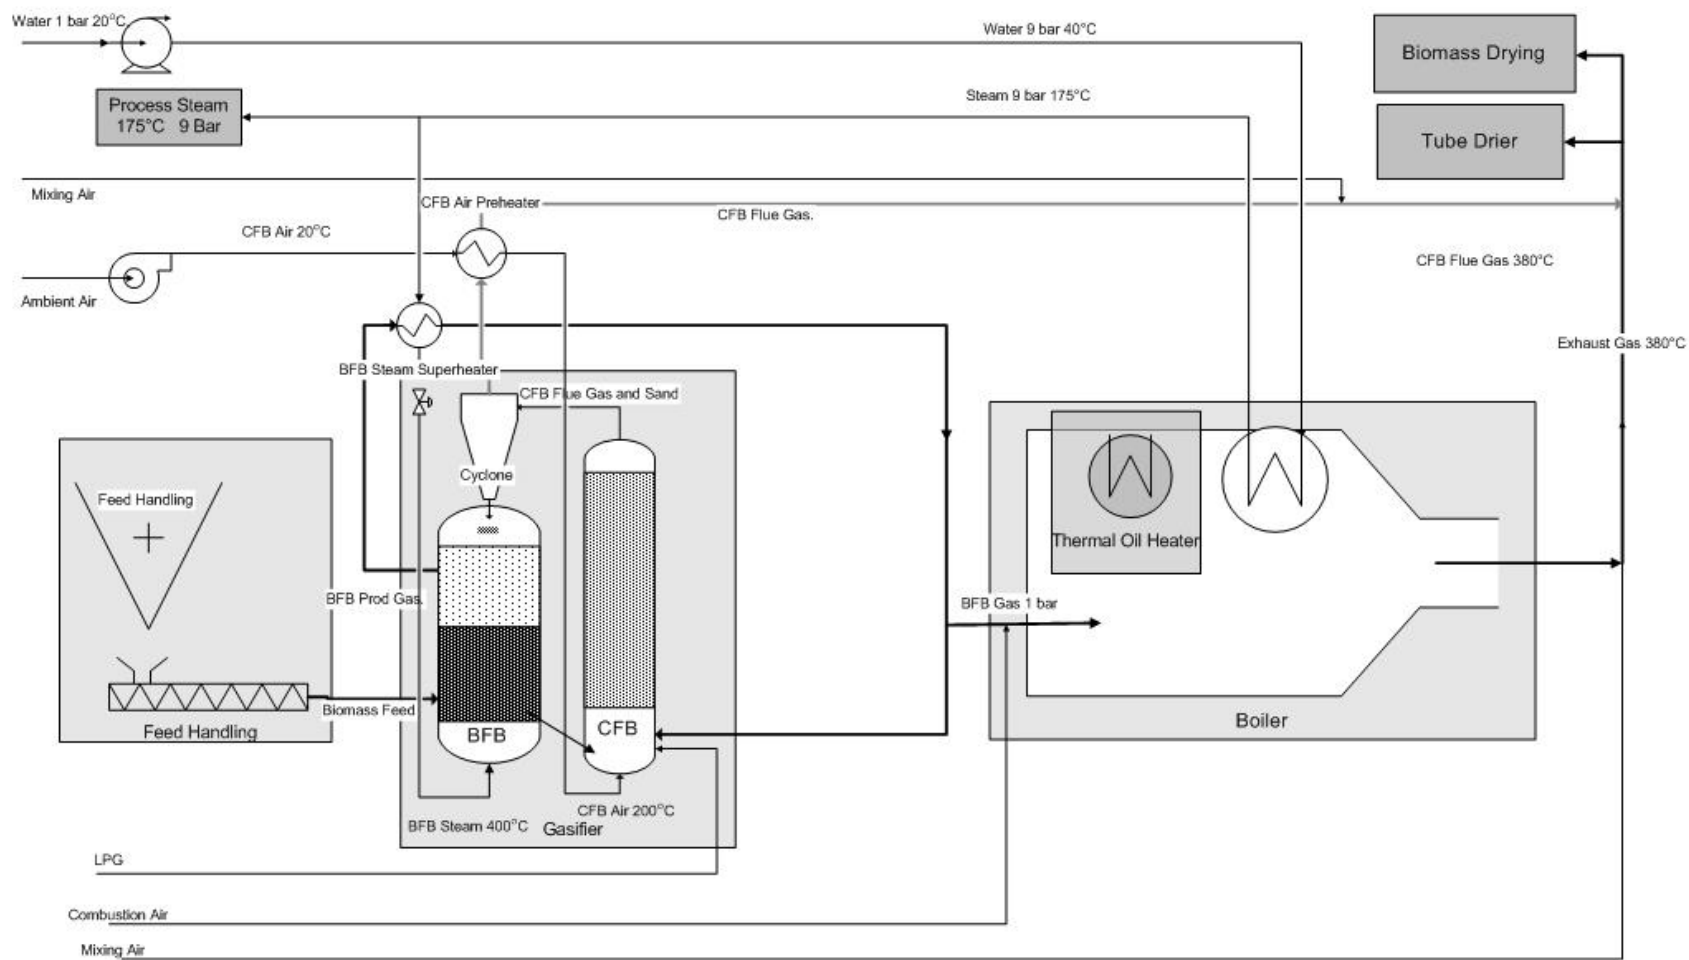 Water 1 bar 20°C
Water 9 bar 40°C
Biomass Drying
Process Steam
175°C 9 Bar
Steam 9 bar 175°C
Tube Drier
Mixing Air
CFB Air Preheater
CFB Flue Gas.
CFB Air 20°C
CFB Flue Gas 380°C
Ambient Air
Exhaust Gas 380°C
BFB Steam Superheater
CFB Flue Gas and Sand
Cyclone
Feed Handling
Thermal Oil Heater
BFB Prod Gas.
BFB Gas 1 bar
Biomass Feed
Feed Handling
BFB
CFB
Boiler
CFB Air 200°C
BFB Steam 400°C
Gasifier
LPG
Combustion Air
Mixing Air